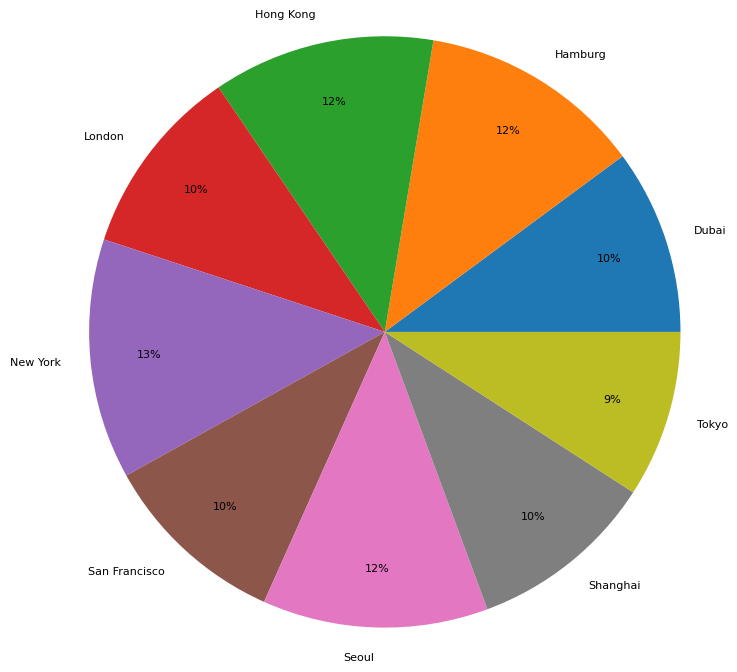 Hong Kong
Hamburg
12%
12%
London
10%
Dubai
10%
New York
13%
9%
Tokyo
10%
10%
San Francisco
12%
Shanghai
Seoul